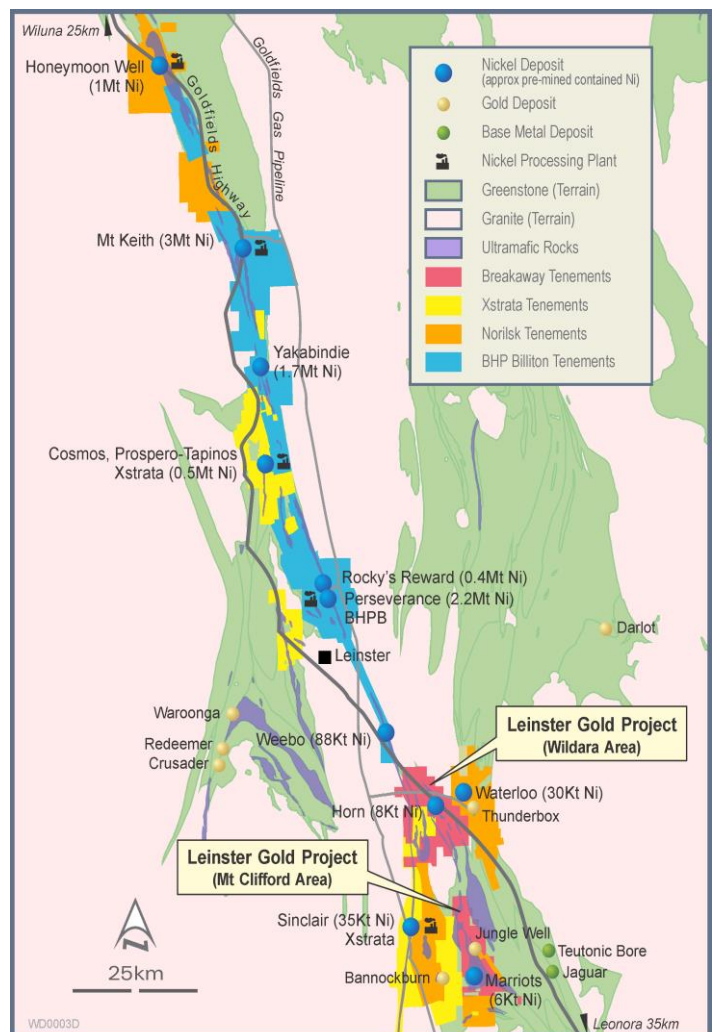 Wiluna 25km
Honeymoon Well
(1Mt Ni)
Goldfields Highway
Goldfields Gas Pipeline
Mt Keith (3Mt Ni)
Yakabindie
(1.7Mt Ni)
Cosmos, Prospero-Tapinos
Xstrata (0.5Mt Ni)
Rocky's Reward (0.4Mt Ni)
Perseverance (2.2Mt Ni)
BHPB
Leinster
Darlot
Waroonga
Redeemer
Crusader
Weebo (88Kt Ni)
Leinster Gold Project
(Wildara Area)
Waterloo (30Kt Ni)
Horn (8Kt Ni)
Thunderbox
Leinster Gold Project
(Mt Clifford Area)
Sinclair (35Kt Ni)
Xstrata
Jungle Well
Teutonic Bore
Bannockburn
Jaguar
Marriots
(6Kt Ni)
N
25km
WD0003D
Leonora 35km
Nickel Deposit
(approx pre-mined contained Ni)
Gold Deposit
Base Metal Deposit
Nickel Processing Plant
Greenstone (Terrain)
Granite (Terrain)
Ultramafic Rocks
Breakaway Tenements
Xstrata Tenements
Norilsk Tenements
BHP Billiton Tenements